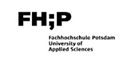 FH;P
Fachhochschule Potsdam
University of
Applied Sciences